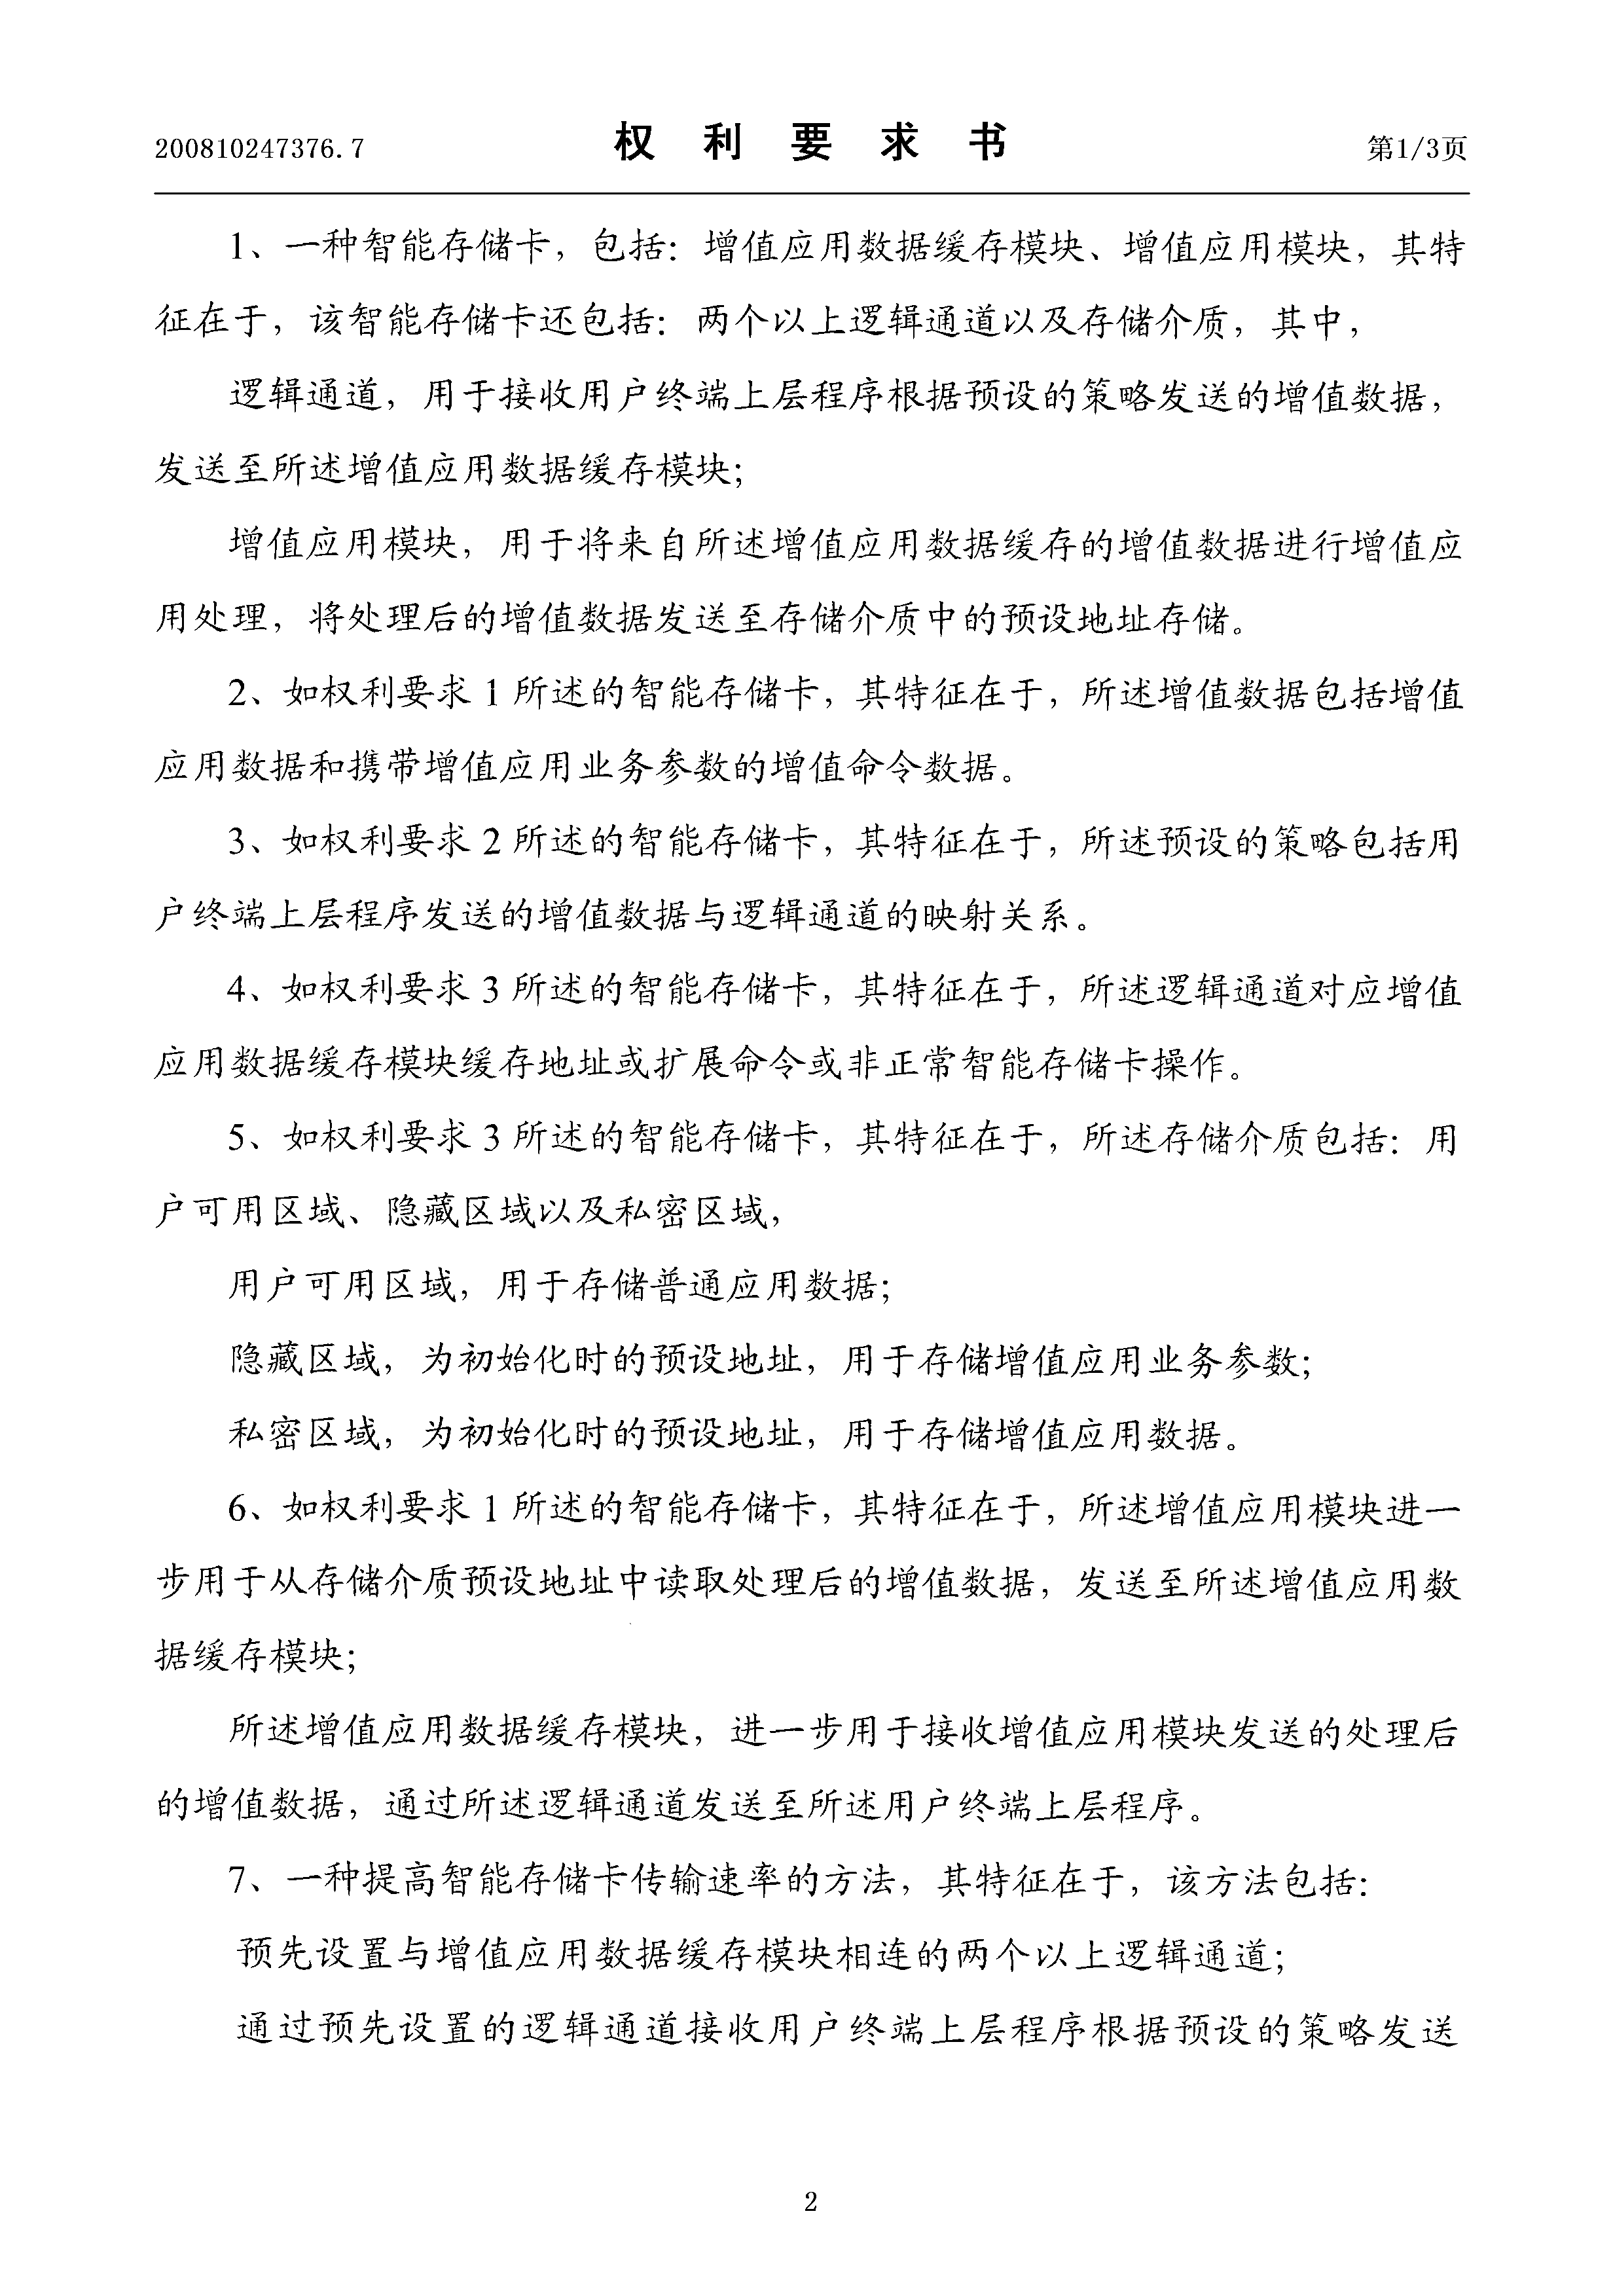 200810247376.7
权利要求书
第1/3页
1、一种智能存储卡，包括：增值应用数据缓存模块、增值应用模块，其特
征在于，该智能存储卡还包括：两个以上逻辑通道以及存储介质，其中，
逻辑通道，用于接收用户终端上层程序根据预设的策略发送的增值数据，
发送至所述增值应用数据缓存模块；
增值应用模块，用于将来自所述增值应用数据缓存的增值数据进行增值应
用处理，将处理后的增值数据发送至存储介质中的预设地址存储。
2、如权利要求 1 所述的智能存储卡，其特征在于，所述增值数据包括增值
应用数据和携带增值应用业务参数的增值命令数据。
3、如权利要求 2 所述的智能存储卡，其特征在于，所述预设的策略包括用
户终端上层程序发送的增值数据与逻辑通道的映射关系。
4、如权利要求 3 所述的智能存储卡，其特征在于，所述逻辑通道对应增值
应用数据缓存模块缓存地址或扩展命令或非正常智能存储卡操作。
5、如权利要求 3 所述的智能存储卡，其特征在于，所述存储介质包括：用
户可用区域、隐藏区域以及私密区域，
用户可用区域，用于存储普通应用数据；
隐藏区域，为初始化时的预设地址，用于存储增值应用业务参数；
私密区域，为初始化时的预设地址，用于存储增值应用数据。
6、如权利要求 1 所述的智能存储卡，其特征在于，所述增值应用模块进一
步用于从存储介质预设地址中读取处理后的增值数据，发送至所述增值应用数
据缓存模块；
所述增值应用数据缓存模块，进一步用于接收增值应用模块发送的处理后
的增值数据，通过所述逻辑通道发送至所述用户终端上层程序。
7、一种提高智能存储卡传输速率的方法，其特征在于，该方法包括：
预先设置与增值应用数据缓存模块相连的两个以上逻辑通道；
通过预先设置的逻辑通道接收用户终端上层程序根据预设的策略发送
2